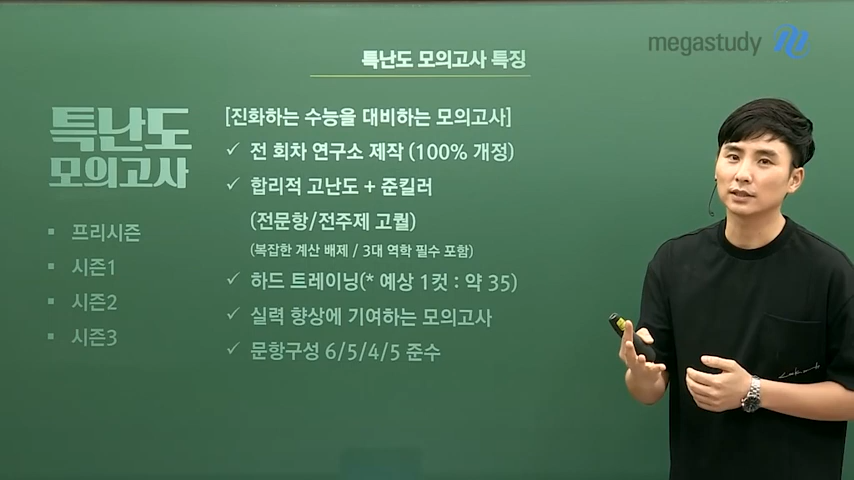 megastudy
특난도 모의고사 특징
특난도
모의고사
▪ 프리시즌
▪ 시즌1
▪ 시즌2
▪ 시즌3
[진화하는 수능을 대비하는 모의고사]
✓ 전 회차 연구소 제작 (100% 개정)
✓ 합리적 고난도 + 준킬러
(전문항/전주제 고퀄)
(복잡한 계산 배제 / 3대 역학 필수 포함)
✓ 하드 트레이닝(* 예상 1컷 : 약 35)
✓ 실력 향상에 기여하는 모의고사
✓ 문항구성 6/5/4/5 준수